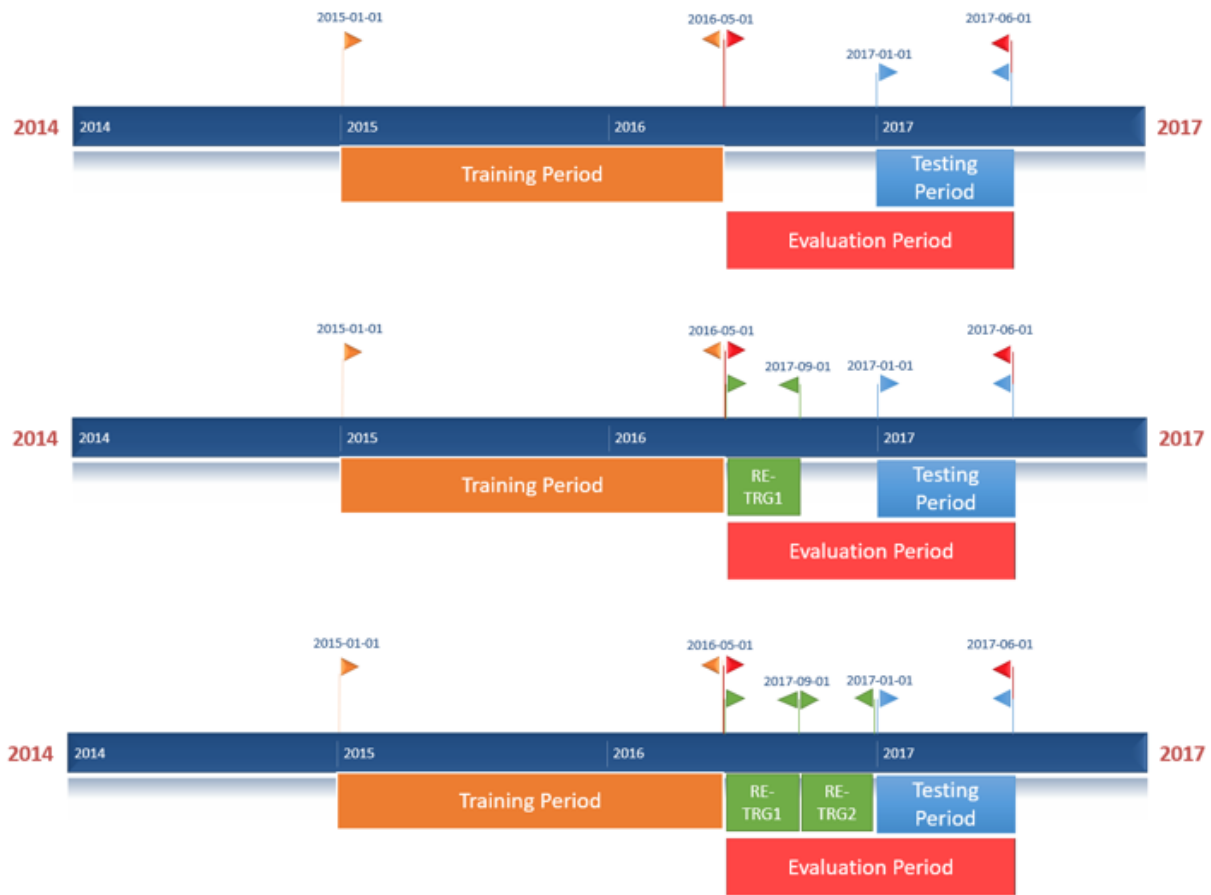 2015-01-01
2016-05-01
2017-06-01
2017-01-01
2014 2014 2015 2016 2017 2017
Training Period
Testing
Period
Evaluation Period
2015-01-01
2016-05-01
2017-06-01
2017-09-01
2017-01-01
2014 2014 2015 2016 2017 2017
Training Period
RE-
TRG1
Testing
Period
Evaluation Period
2015-01-01
2016-05-01
2017-06-01
2017-09-01
2017-01-01
2014 2014 2015 2016 2017 2017
Training Period
RE-
TRG1
RE-
TRG2
Testing
Period
Evaluation Period